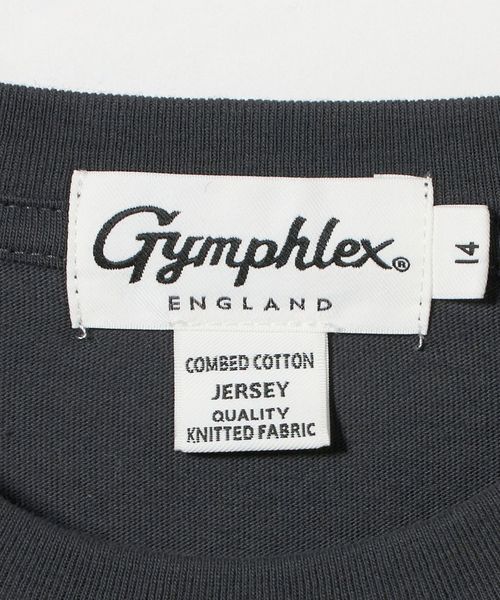 Gymphlex®
ENGLAND
14
COMBED COTTON
JERSEY
QUALITY
KNITTED FABRIC